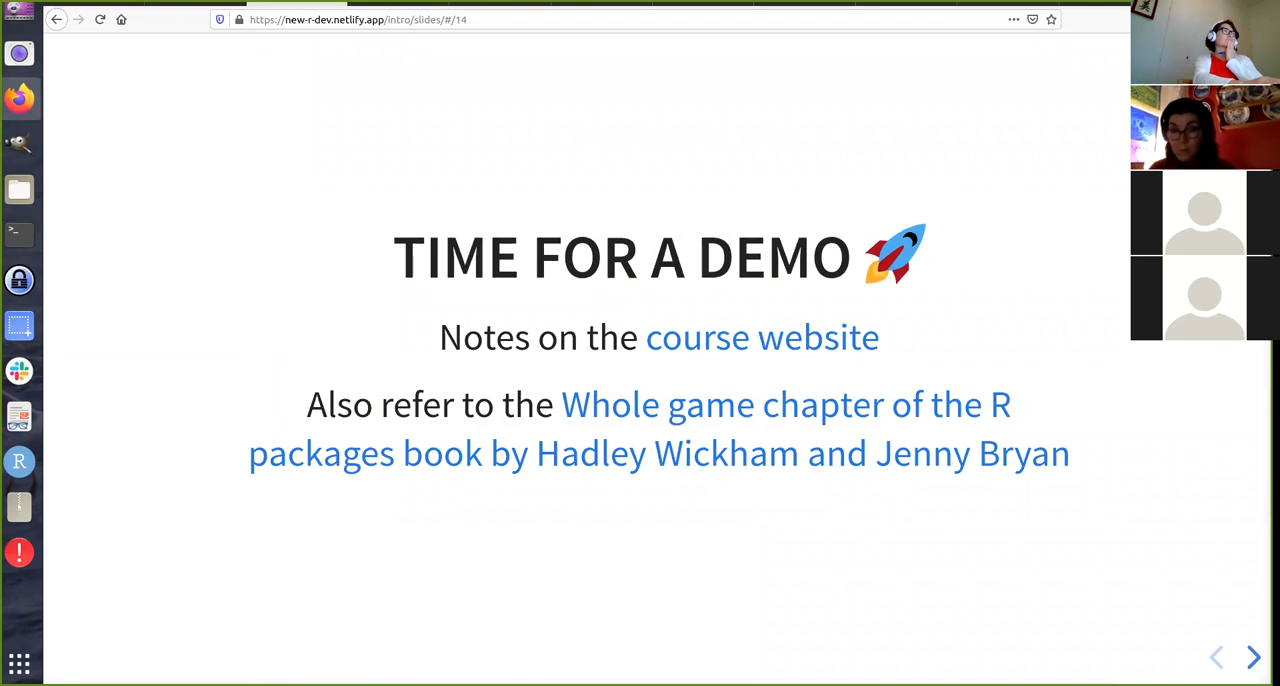 https://new-r-dev.netlify.app/intro/slides/#/14
TIME FOR A DEMO 🚀
Notes on the course website
Also refer to the Whole game chapter of the R
packages book by Hadley Wickham and Jenny Bryan
>_
R
!